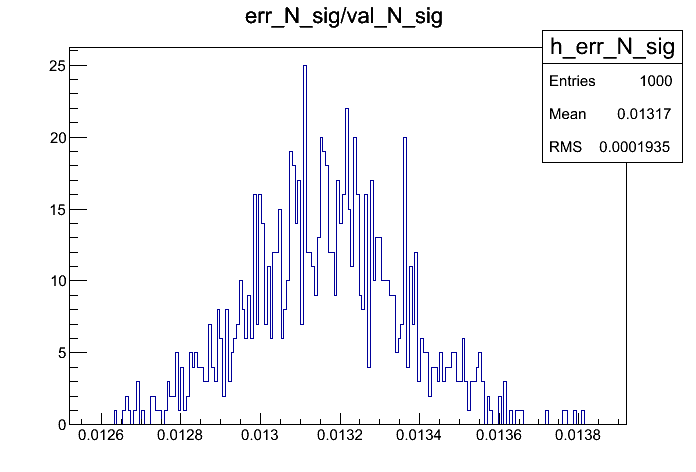 err_N_sig/val_N_sig
h_err_N_sig
Entries 1000
Mean 0.01317
RMS 0.0001935
25
20
15
10
5
0
0.0126 0.0128 0.013 0.0132 0.0134 0.0136 0.0138